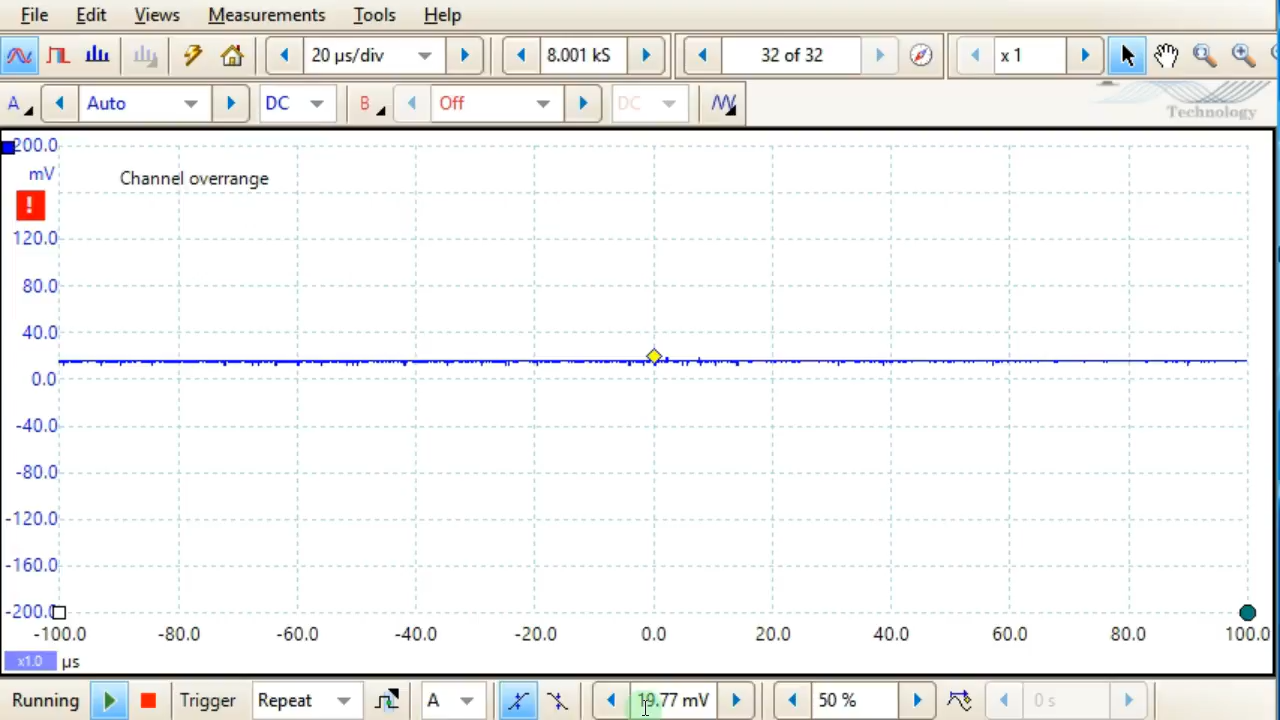 File Edit Views Measurements Tools Help
20 µs/div 8.001 kS 32 of 32 x 1
A Auto DC B Off DC
Technology
200.0
mV
!
Channel overrange
120.0
80.0
40.0
0.0
-40.0
-80.0
-120.0
-160.0
-200.0
-100.0 -80.0 -60.0 -40.0 -20.0 0.0 20.0 40.0 60.0 80.0 100.0
x1.0 µs
Running Trigger Repeat A 19.77 mV 50 % 0 s